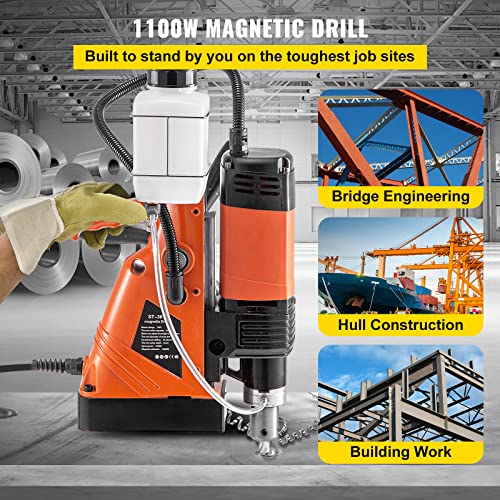 1100W MAGNETIC DRILL
Built to stand by you on the toughest job sites
Bridge Engineering
Hull Construction
Building Work